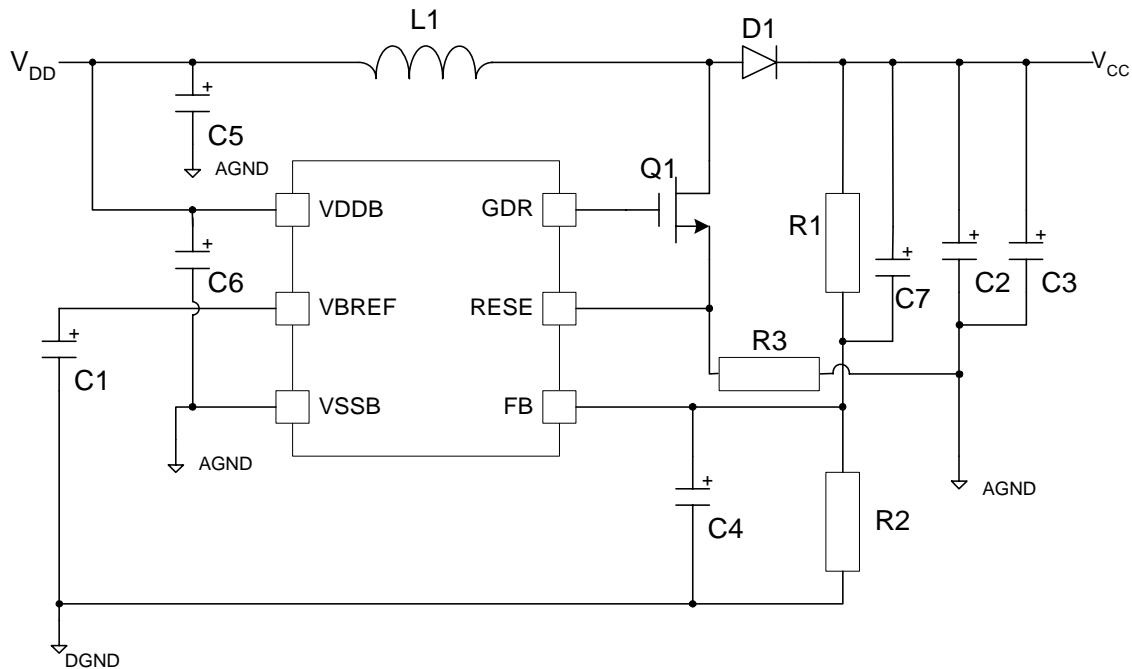 L1
D1
VDD
VCC
+
C5
AGND
Q1
VDDB
GDR
R1
+
C6
+
C7
+
C2
+
C3
VBREF
RESE
+
C1
R3
VSSB
FB
AGND
+
C4
R2
AGND
DGND